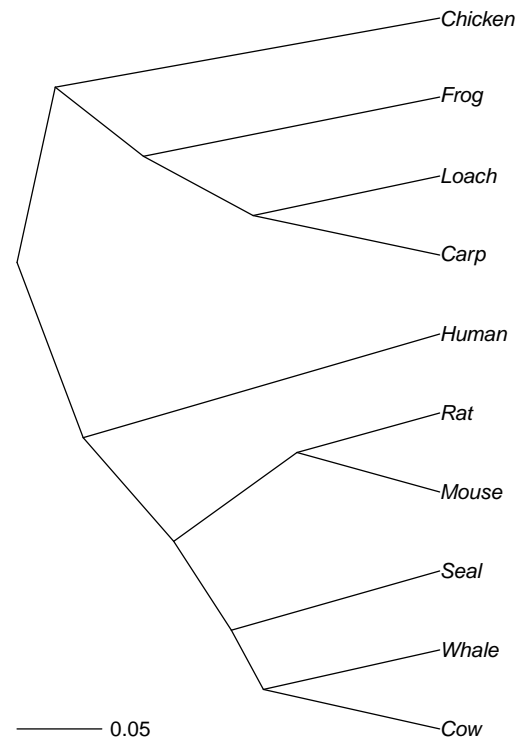 Chicken
Frog
Loach
Carp
Human
Rat
Mouse
Seal
Whale
Cow
0.05